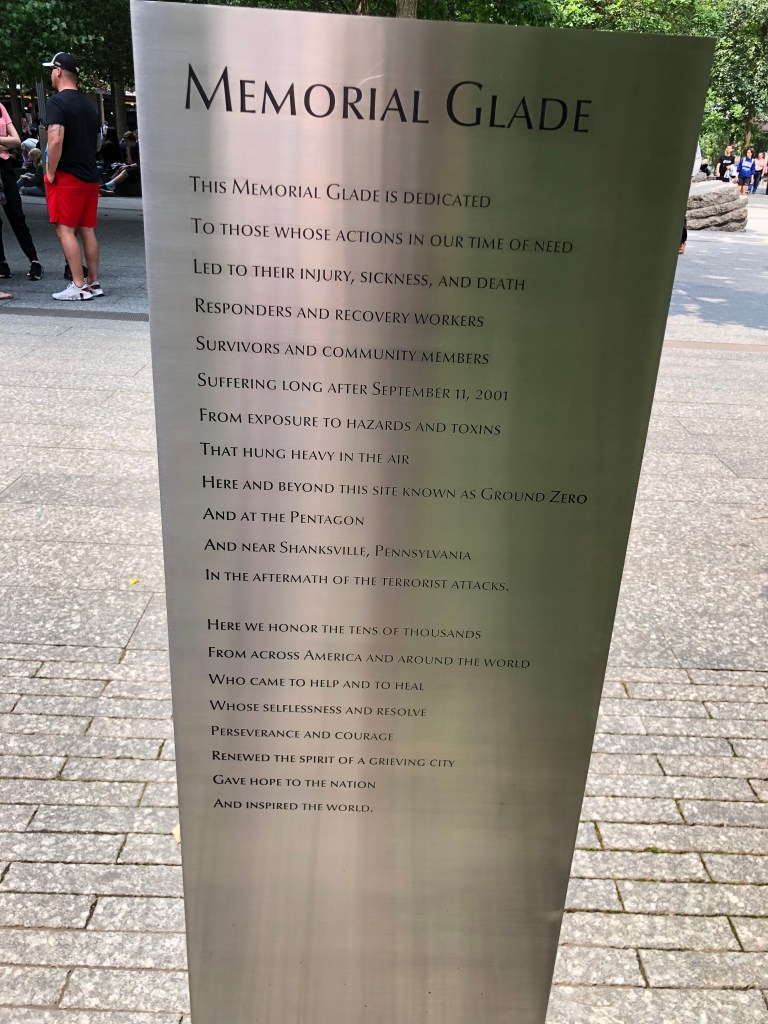 MEMORIAL GLADE
THIS MEMORIAL GLADE IS DEDICATED
TO THOSE WHOSE ACTIONS IN OUR TIME OF NEED
LED TO THEIR INJURY, SICKNESS, AND DEATH
RESPONDERS AND RECOVERY WORKERS
SURVIVORS AND COMMUNITY MEMBERS
SUFFERING LONG AFTER SEPTEMBER 11, 2001
FROM EXPOSURE TO HAZARDS AND TOXINS
THAT HUNG HEAVY IN THE AIR
HERE AND BEYOND THIS SITE KNOWN AS GROUND ZERO
AND AT THE PENTAGON
AND NEAR SHANKSVILLE, PENNSYLVANIA
IN THE AFTERMATH OF THE TERRORIST ATTACKS.
HERE WE HONOR THE TENS OF THOUSANDS
FROM ACROSS AMERICA AND AROUND THE WORLD
WHO CAME TO HELP AND TO HEAL
WHOSE SELFLESSNESS AND RESOLVE
PERSEVERANCE AND COURAGE
RENEWED THE SPIRIT OF A GRIEVING CITY
GAVE HOPE TO THE NATION
AND INSPIRED THE WORLD.